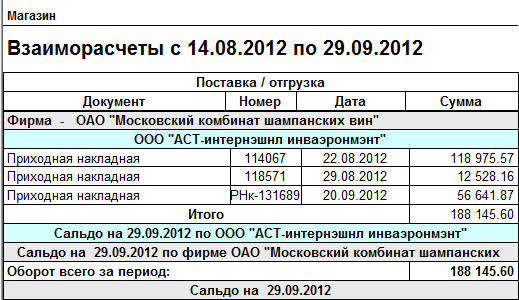 Магазин
Взаиморасчеты с 14.08.2012 по 29.09.2012
Поставка / отгрузка
Документ Номер Дата Сумма
Фирма - ОАО "Московский комбинат шампанских вин"
ООО "АСТ-интернэшнл инваэронмэнт"
Приходная накладная 114067 22.08.2012 118 975.57
Приходная накладная 118571 29.08.2012 12 528.16
Приходная накладная РНк-131689 20.09.2012 56 641.87
Итого 188 145.60
Сальдо на 29.09.2012 по ООО "АСТ-интернэшнл инваэронмэнт"
Сальдо на 29.09.2012 по фирме ОАО "Московский комбинат шампанских
Оборот всего за период: 188 145.60
Сальдо на 29.09.2012